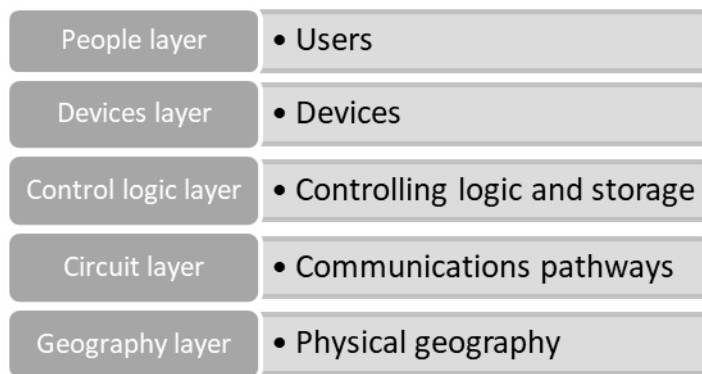 People layer
• Users
Devices layer
• Devices
Control logic layer
• Controlling logic and storage
Circuit layer
• Communications pathways
Geography layer
• Physical geography